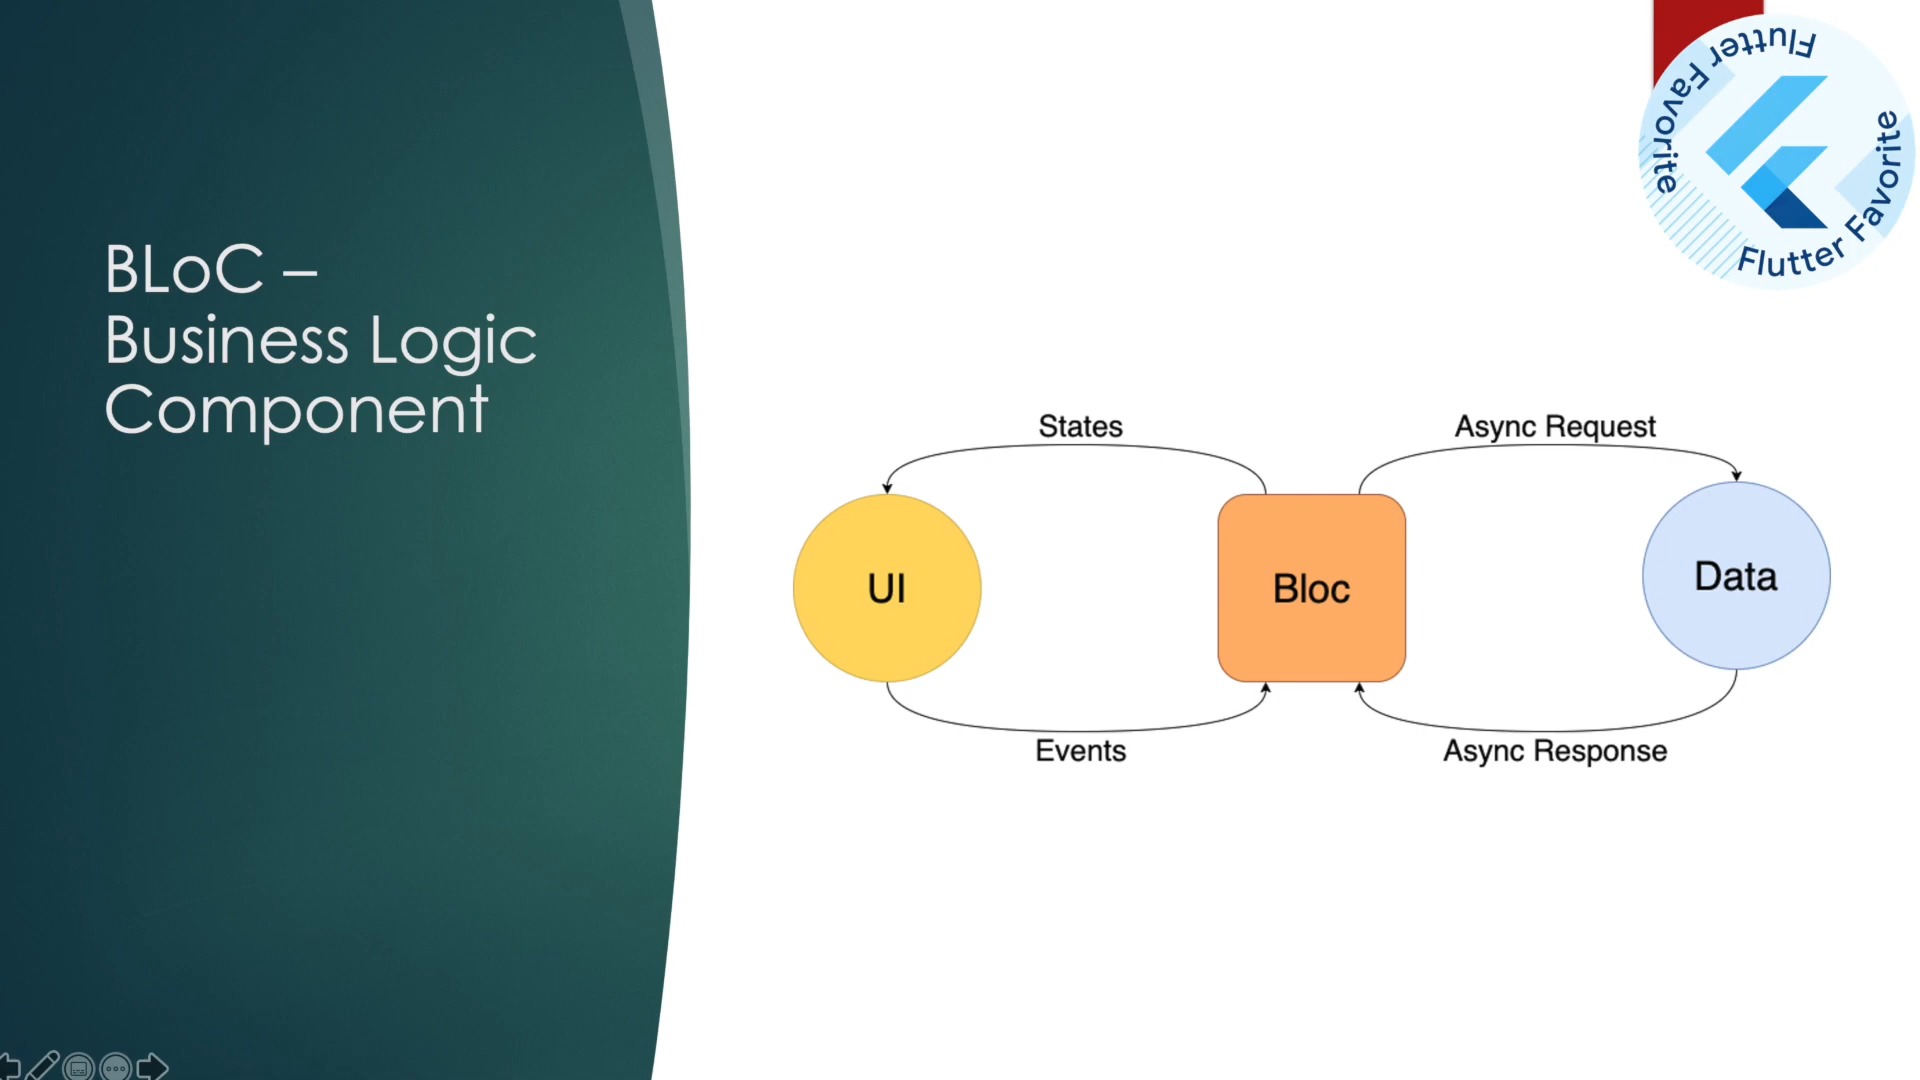 BLoC –
Business Logic
Component
Flutter Favorite
Flutter Favorite
States
Async Request
UI
Bloc
Data
Events
Async Response